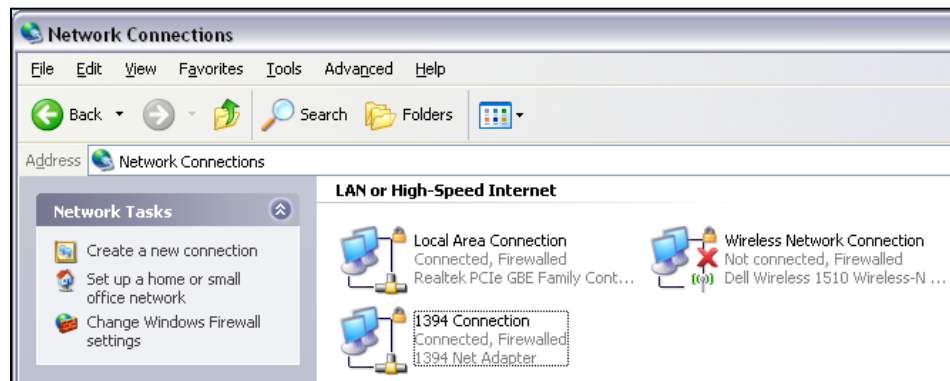 Network Connections
File Edit View Favorites Tools Advanced Help
Back Search Folders
Address Network Connections
Network Tasks
Create a new connection
Set up a home or small
office network
Change Windows Firewall
settings
LAN or High-Speed Internet
Local Area Connection
Connected, Firewalled
Realtek PCIe GBE Family Cont...
Wireless Network Connection
Not connected, Firewalled
Dell Wireless 1510 Wireless-N ...
1394 Connection
Connected, Firewalled
1394 Net Adapter